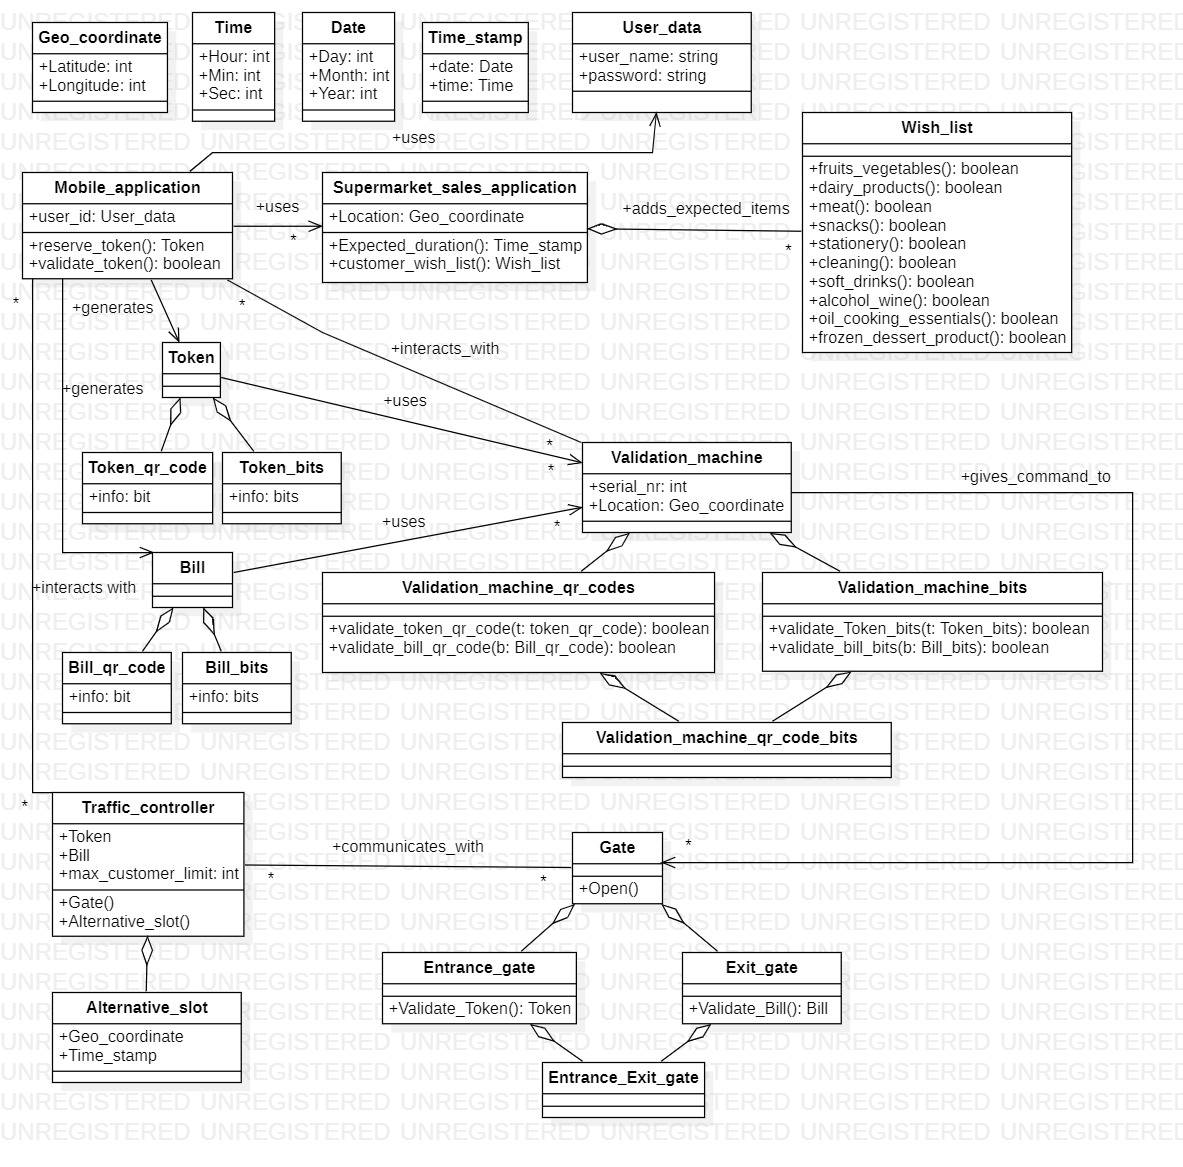 Geo_coordinate
+Latitude: int
+Longitude: int
Time
+Hour: int
+Min: int
+Sec: int
Date
+Day: int
+Month: int
+Year: int
Time_stamp
+date: Date
+time: Time
User_data
+user_name: string
+password: string
Wish_list
+fruits_vegetables(): boolean
+dairy_products(): boolean
+meat(): boolean
+snacks(): boolean
+stationery(): boolean
+cleaning(): boolean
+soft_drinks(): boolean
+alcohol_wine(): boolean
+oil_cooking_essentials(): boolean
+frozen_dessert_product(): boolean
+uses
Mobile_application
+user_id: User_data
+reserve_token(): Token
+validate_token(): boolean
+uses
*
Supermarket_sales_application
+Location: Geo_coordinate
+Expected_duration(): Time_stamp
+customer_wish_list(): Wish_list
+adds_expected_items
*
*
+generates
*
+interacts_with
*
Token
+generates
+uses
*
Token_qr_code
+info: bit
Token_bits
+info: bits
Validation_machine
+serial_nr: int
+Location: Geo_coordinate
+gives_command_to
*
+uses
*
Bill
+interacts with
Validation_machine_qr_codes
+validate_token_qr_code(t: token_qr_code): boolean
+validate_bill_qr_code(b: Bill_qr_code): boolean
Validation_machine_bits
+validate_Token_bits(t: Token_bits): boolean
+validate_bill_bits(b: Bill_bits): boolean
Bill_qr_code
+info: bit
Bill_bits
+info: bits
Validation_machine_qr_code_bits
*
Traffic_controller
+Token
+Bill
+max_customer_limit: int
+Gate()
+Alternative_slot()
+communicates_with
*
*
Gate
+Open()
Entrance_gate
+Validate_Token(): Token
Exit_gate
+Validate_Bill(): Bill
Alternative_slot
+Geo_coordinate
+Time_stamp
Entrance_Exit_gate
UNREGISTERED